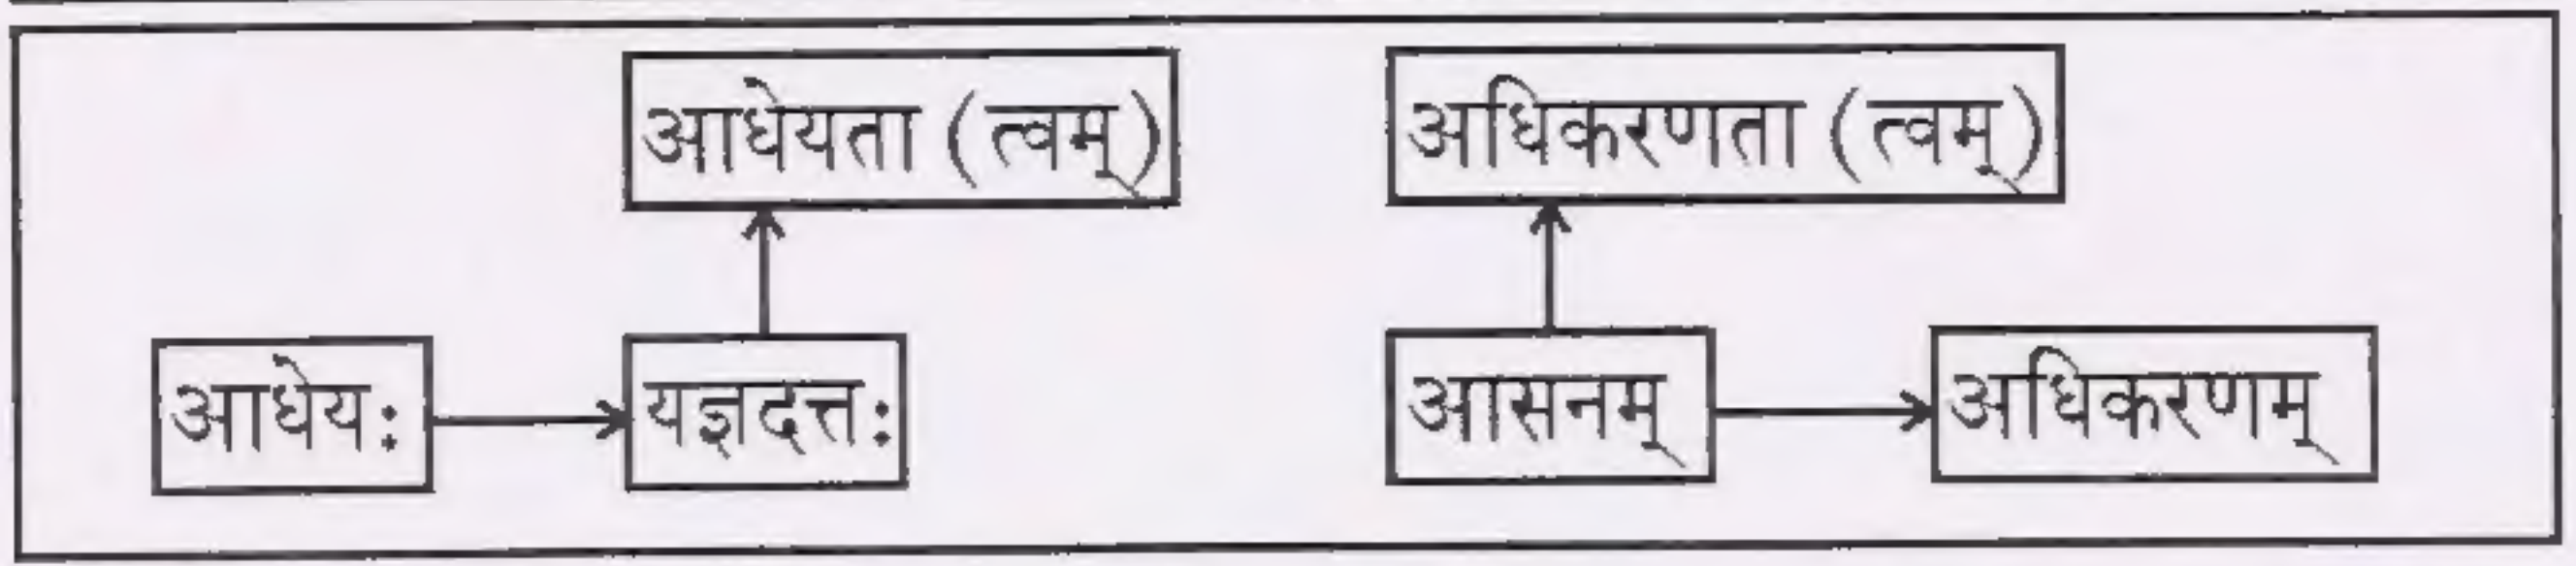 आधेयता (त्वम्) अधिकरणता (त्वम्)
आधेयः यज्ञदत्तः आसनम् अधिकरणम्